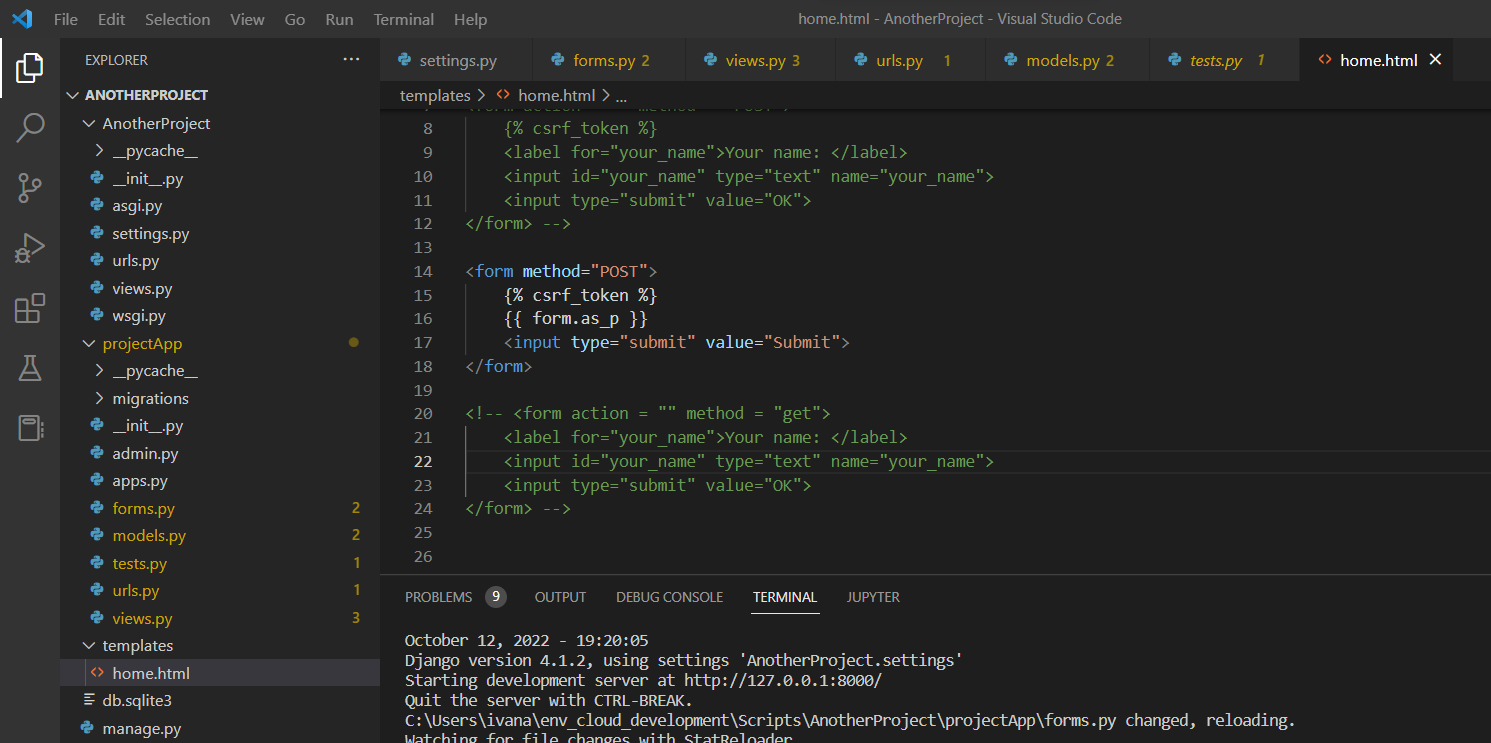 File Edit Selection View Go Run Terminal Help home.html - AnotherProject - Visual Studio Code
EXPLORER ...
settings.py forms.py 2 views.py 3 urls.py 1 models.py 2 tests.py 1 home.html
ANOTHERPROJECT
AnotherProject
__pycache__
__init__.py
asgi.py
settings.py
urls.py
views.py
wsgi.py
projectApp
__pycache__
migrations
__init__.py
admin.py
apps.py
forms.py 2
models.py 2
tests.py 1
urls.py 1
views.py 3
templates
home.html
db.sqlite3
manage.py
templates > home.html > ...
8 {% csrf_token %}
9 <label for="your_name">Your name: </label>
10 <input id="your_name" type="text" name="your_name">
11 <input type="submit" value="OK">
12 </form> -->
13
14 <form method="POST">
15 {% csrf_token %}
16 {{ form.as_p }}
17 <input type="submit" value="Submit">
18 </form>
19
20 <!-- <form action = "" method = "get">
21 <label for="your_name">Your name: </label>
22 <input id="your_name" type="text" name="your_name">
23 <input type="submit" value="OK">
24 </form> -->
25
26
PROBLEMS 9 OUTPUT DEBUG CONSOLE TERMINAL JUPYTER
October 12, 2022 - 19:20:05
Django version 4.1.2, using settings 'AnotherProject.settings'
Starting development server at http://127.0.0.1:8000/
Quit the server with CTRL-BREAK.
C:\Users\ivana\env_cloud_development\Scripts\AnotherProject\projectApp\forms.py changed, reloading.
Watching for file changes with StatReloader